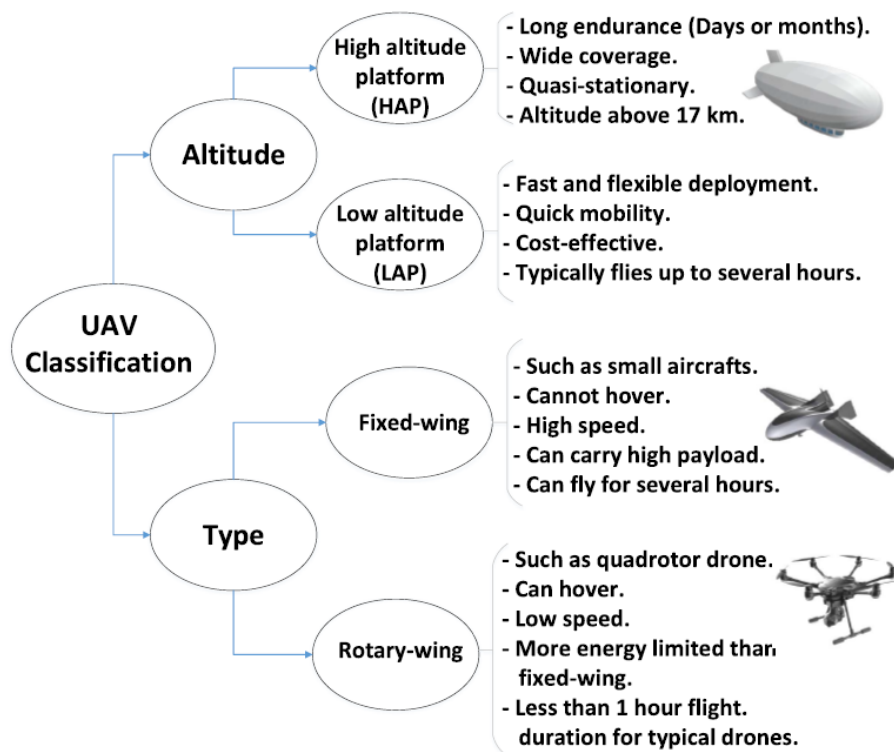 High altitude
platform
(HAP)
- Long endurance (Days or months).
- Wide coverage.
- Quasi-stationary.
- Altitude above 17 km.
Altitude
Low altitude
platform
(LAP)
- Fast and flexible deployment.
- Quick mobility.
- Cost-effective.
- Typically flies up to several hours.
UAV
Classification
Fixed-wing
- Such as small aircrafts.
- Cannot hover.
- High speed.
- Can carry high payload.
- Can fly for several hours.
Type
Rotary-wing
- Such as quadrotor drone.
- Can hover.
- Low speed.
- More energy limited than
fixed-wing.
- Less than 1 hour flight.
duration for typical drones.